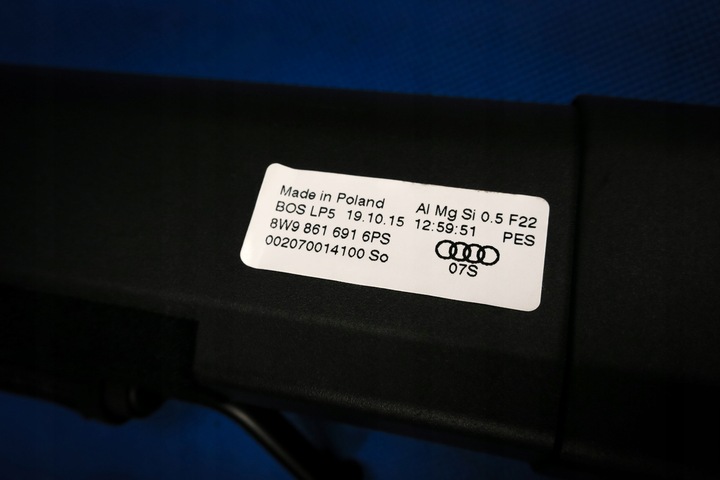 Made in Poland Al Mg Si 0.5 F22
BOS LP5 19.10.15 12:59:51 PES
8W9 861 691 6PS
002070014100 So 07S